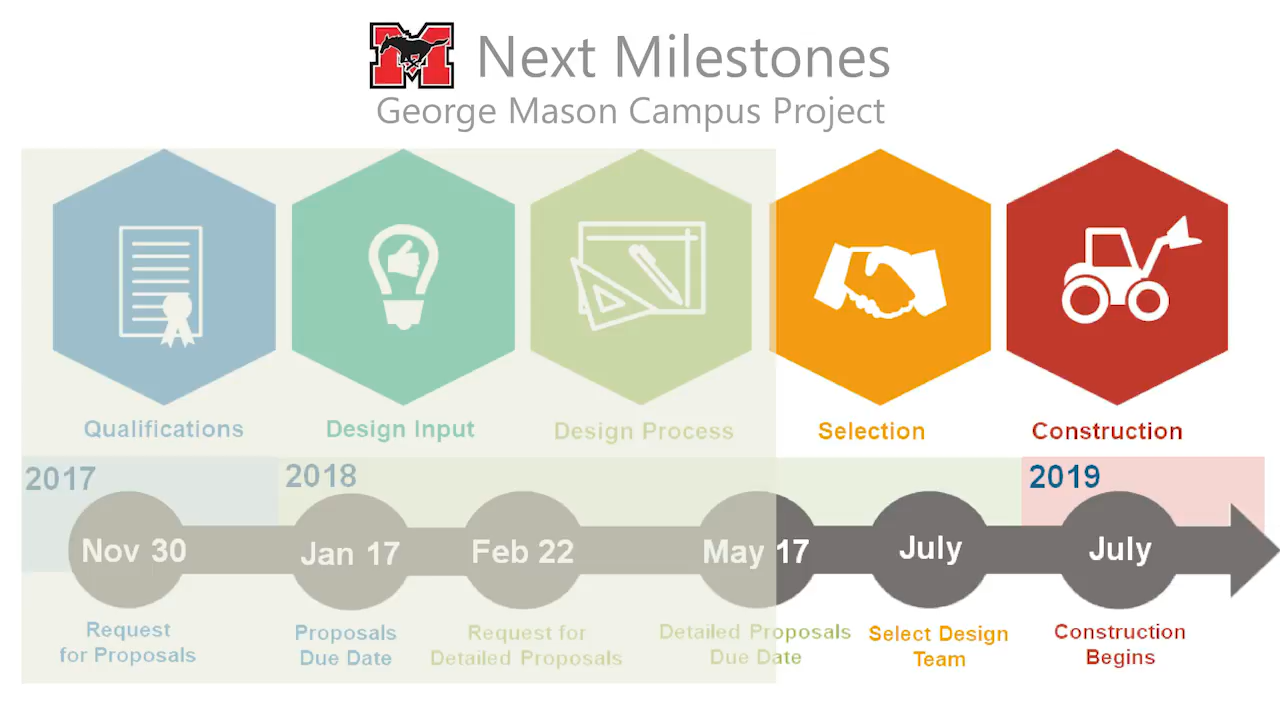 M
Next Milestones
George Mason Campus Project
Qualifications
Design Input
Design Process
Selection
Construction
2017
2018
2019
Nov 30
Jan 17
Feb 22
May 17
July
July
Request
for Proposals
Proposals
Due Date
Request for
Detailed Proposals
Detailed Proposals
Due Date
Select Design
Team
Construction
Begins